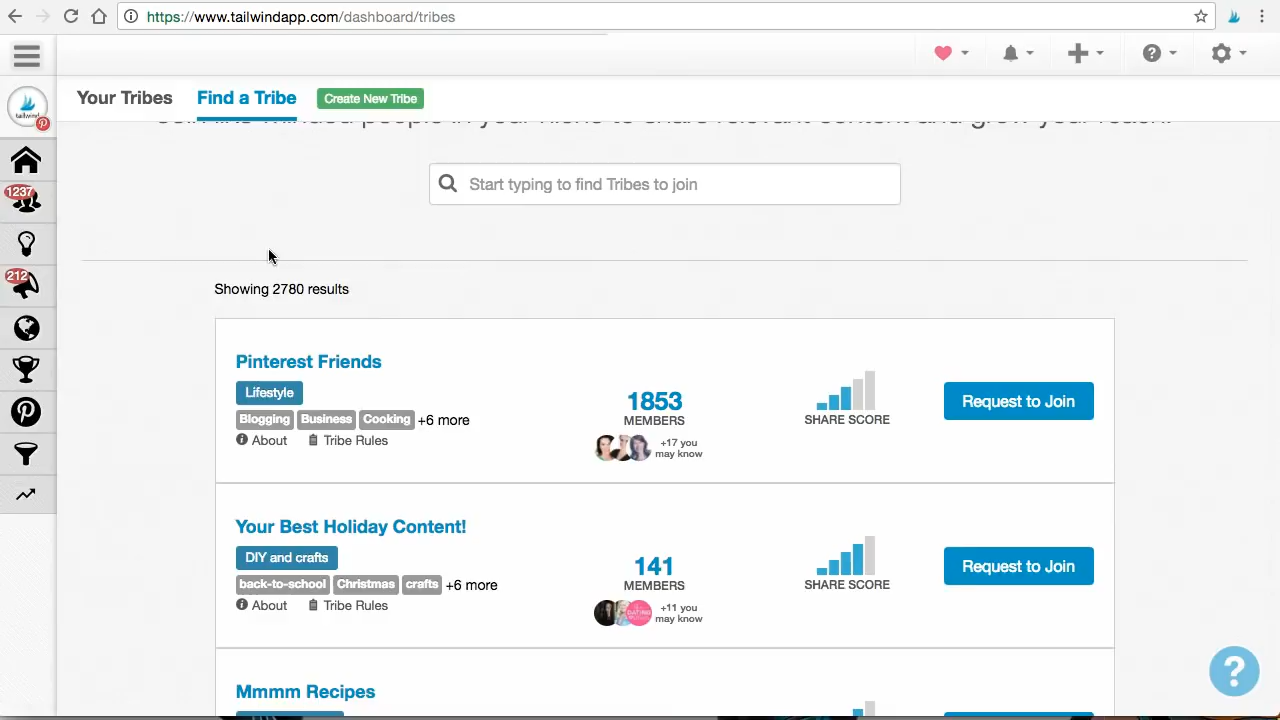 https://www.tailwindapp.com/dashboard/tribes
tailwind
Your Tribes Find a Tribe Create New Tribe
1237
212
Start typing to find Tribes to join
Showing 2780 results
Pinterest Friends
Lifestyle
Blogging Business Cooking +6 more
About Tribe Rules
1853
MEMBERS
+17 you
may know
SHARE SCORE
Request to Join
Your Best Holiday Content!
DIY and crafts
back-to-school Christmas crafts +6 more
About Tribe Rules
141
MEMBERS
+11 you
may know
SHARE SCORE
Request to Join
Mmmm Recipes